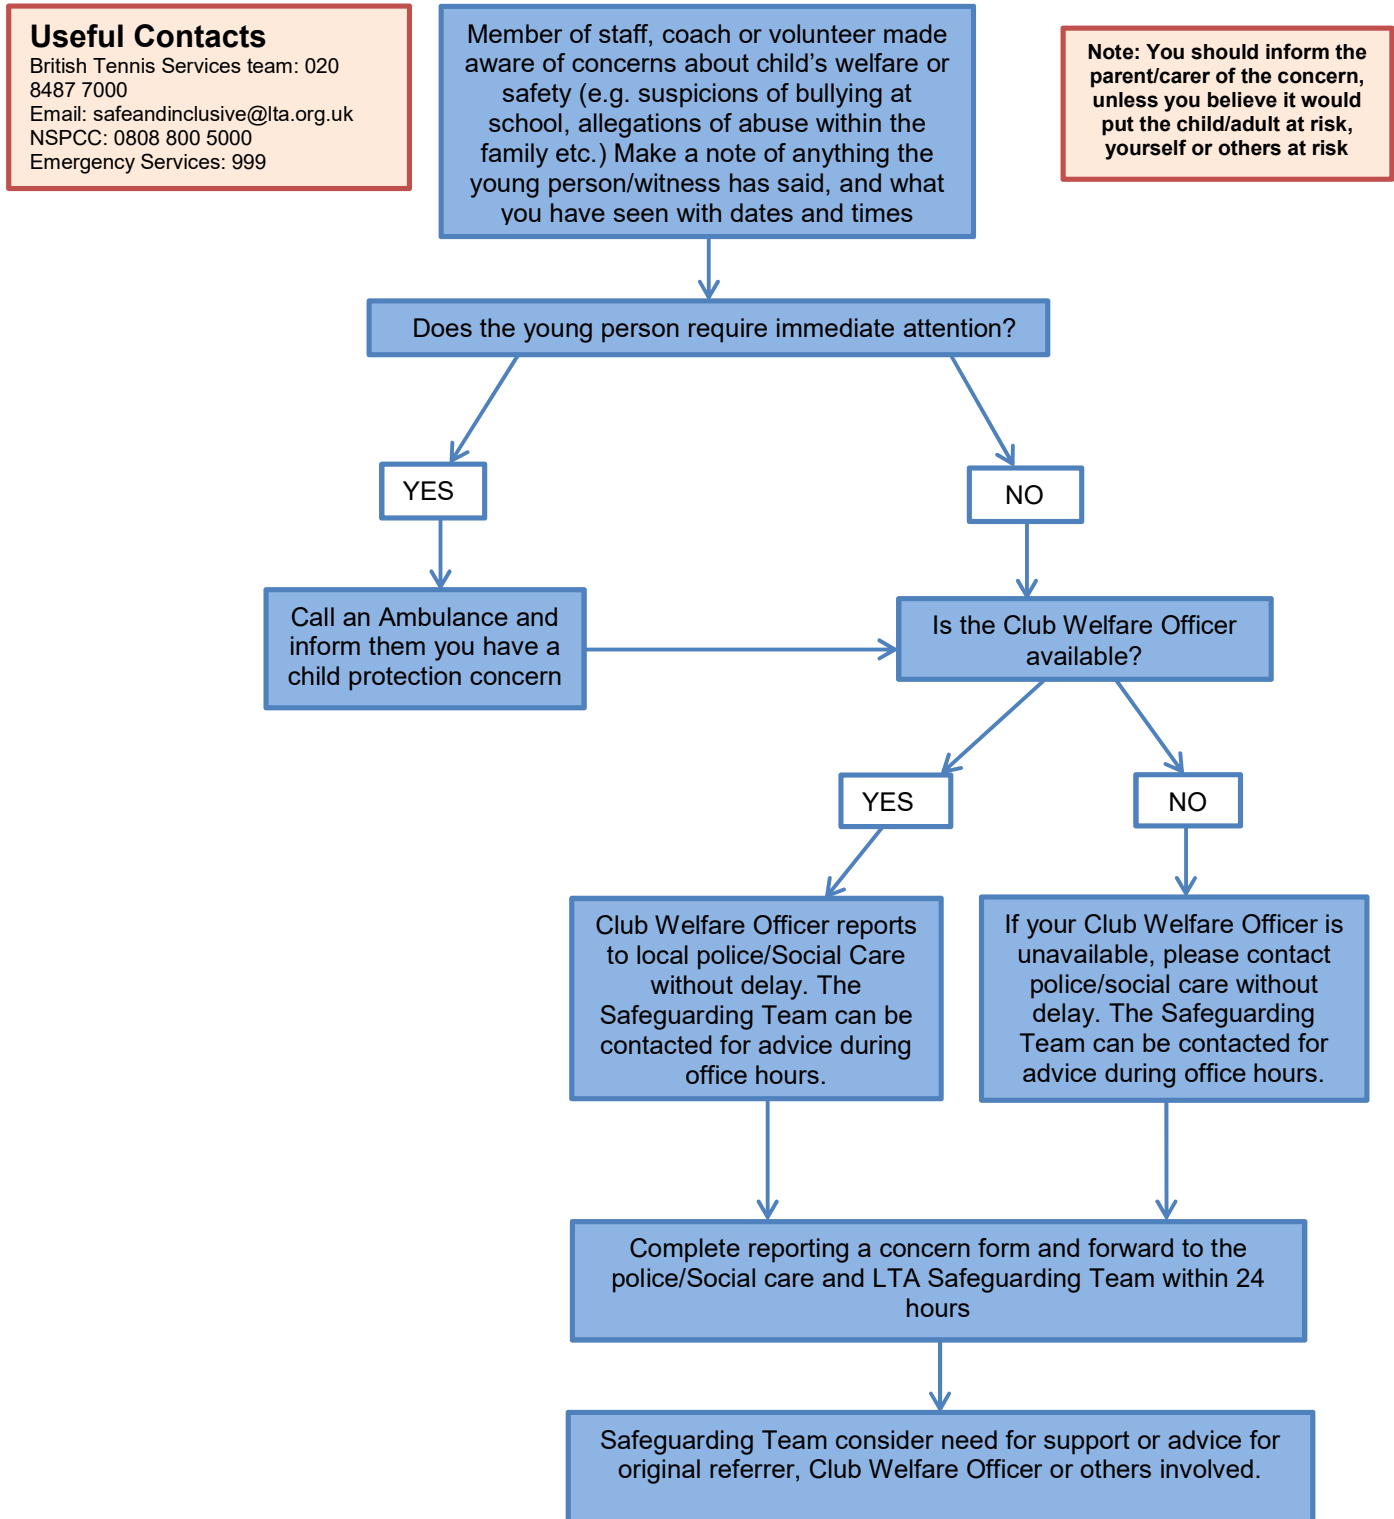 Useful Contacts
British Tennis Services team: 020
8487 7000
Email: safeandinclusive@lta.org.uk
NSPCC: 0808 800 5000
Emergency Services: 999
Member of staff, coach or volunteer made
aware of concerns about child’s welfare or
safety (e.g. suspicions of bullying at
school, allegations of abuse within the
family etc.) Make a note of anything the
young person/witness has said, and what
you have seen with dates and times
Note: You should inform the
parent/carer of the concern,
unless you believe it would
put the child/adult at risk,
yourself or others at risk
Does the young person require immediate attention?
YES
NO
Call an Ambulance and
inform them you have a
child protection concern
Is the Club Welfare Officer
available?
YES
NO
Club Welfare Officer reports
to local police/Social Care
without delay. The
Safeguarding Team can be
contacted for advice during
office hours.
If your Club Welfare Officer is
unavailable, please contact
police/social care without
delay. The Safeguarding
Team can be contacted for
advice during office hours.
Complete reporting a concern form and forward to the
police/Social care and LTA Safeguarding Team within 24
hours
Safeguarding Team consider need for support or advice for
original referrer, Club Welfare Officer or others involved.